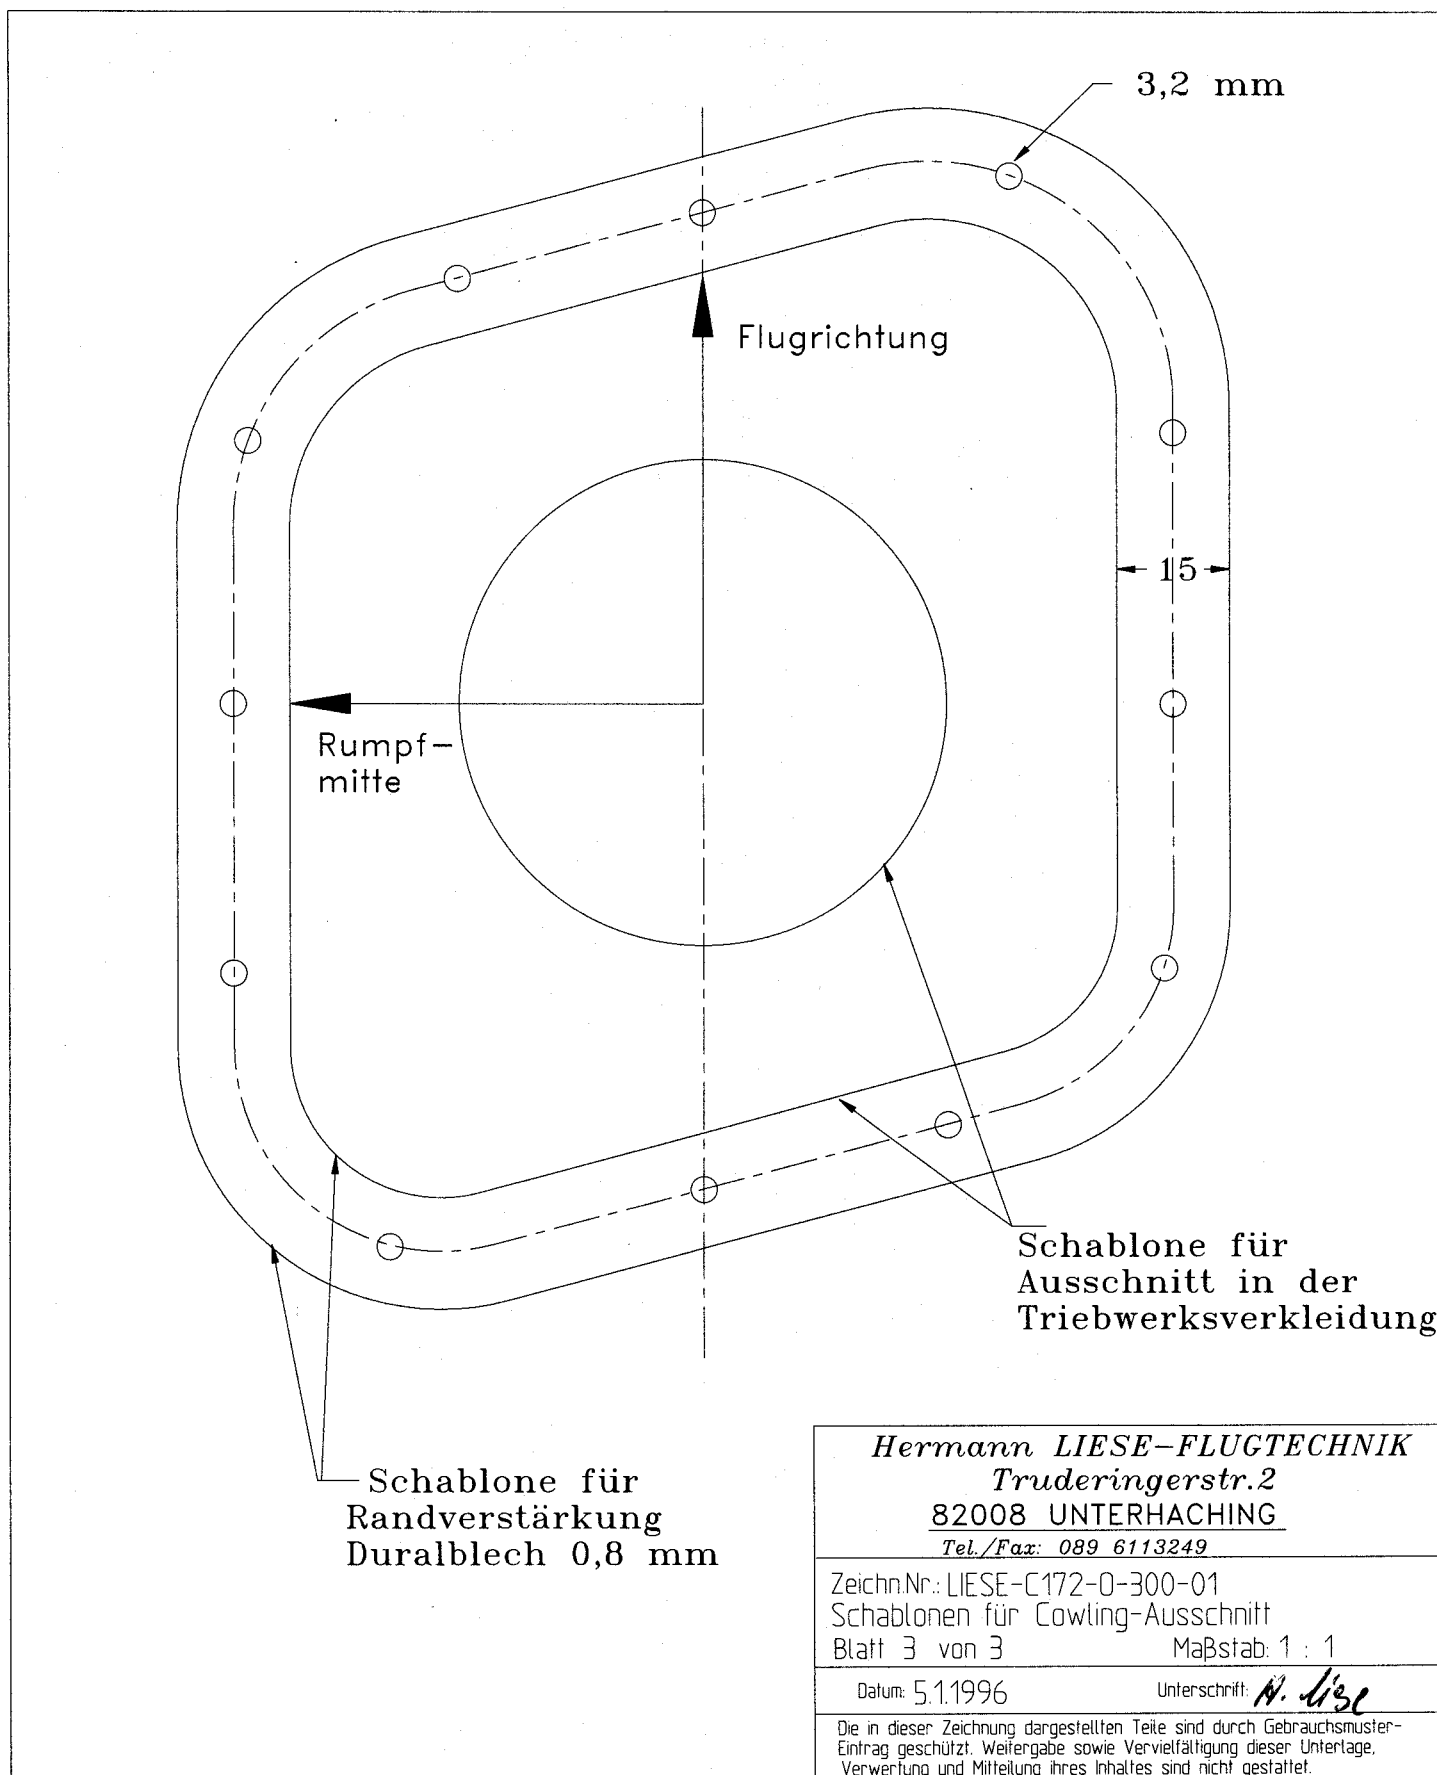 3,2 mm
Flugrichtung
15
Rumpf-
mitte
Schablone für
Ausschnitt in der
Triebwerksverkleidung
Schablone für
Randverstärkung
Duralblech 0,8 mm
Hermann LIESE-FLUGTECHNIK
Truderingerstr.2
82008 UNTERHACHING
Tel./Fax: 089 6113249
Zeichn.Nr.: LIESE-C172-0-300-01
Schablonen für Cowling-Ausschnitt
Blatt 3 von 3 Maßstab: 1 : 1
Datum: 5.1.1996 Unterschrift: H. Liese
Die in dieser Zeichnung dargestellten Teile sind durch Gebrauchsmuster-
Eintrag geschützt. Weitergabe sowie Vervielfältigung dieser Unterlage,
Verwertung und Mitteilung ihres Inhaltes sind nicht gestattet.